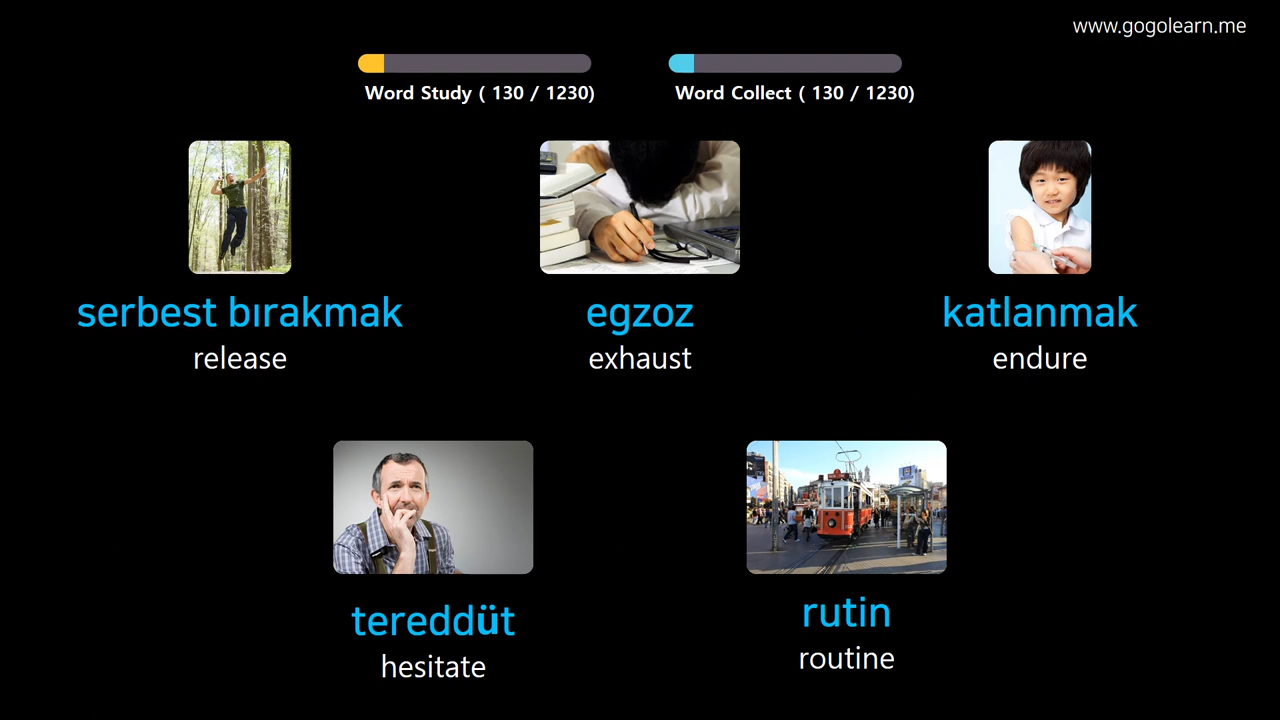 www.gogolearn.me
Word Study ( 130 / 1230)
Word Collect ( 130 / 1230)
serbest bırakmak
release
egzoz
exhaust
katlanmak
endure
tereddüt
hesitate
rutin
routine